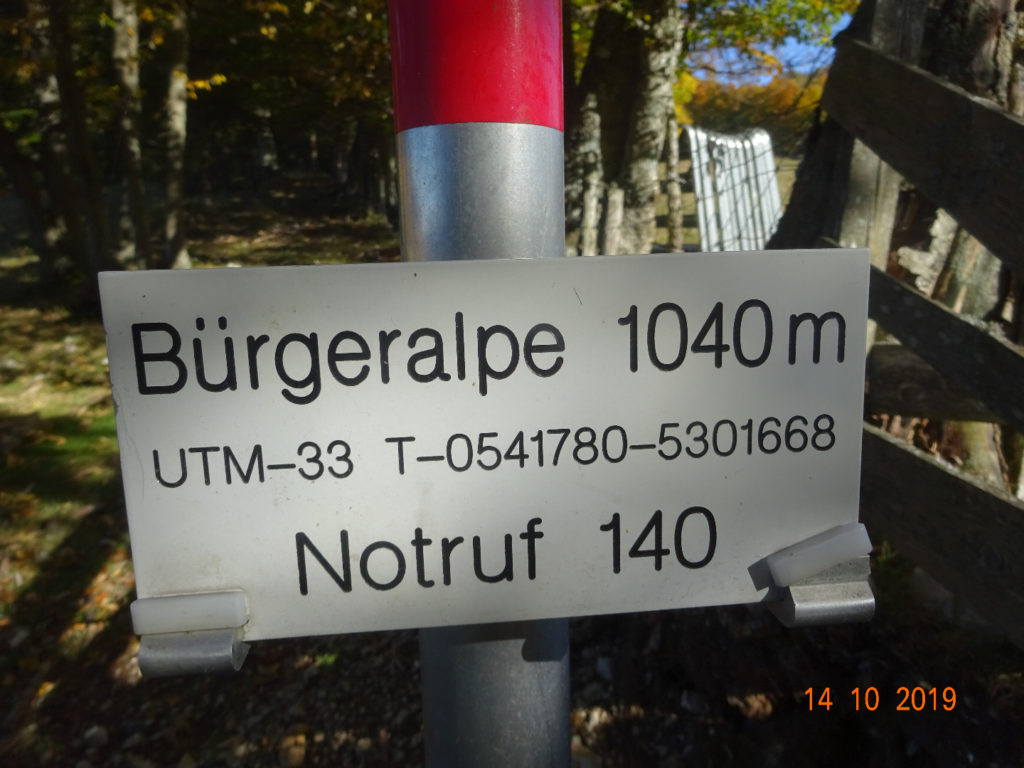 Bürgeralpe 1040 m
UTM–33 T–0541780–5301668
Notruf 140
14 10 2019